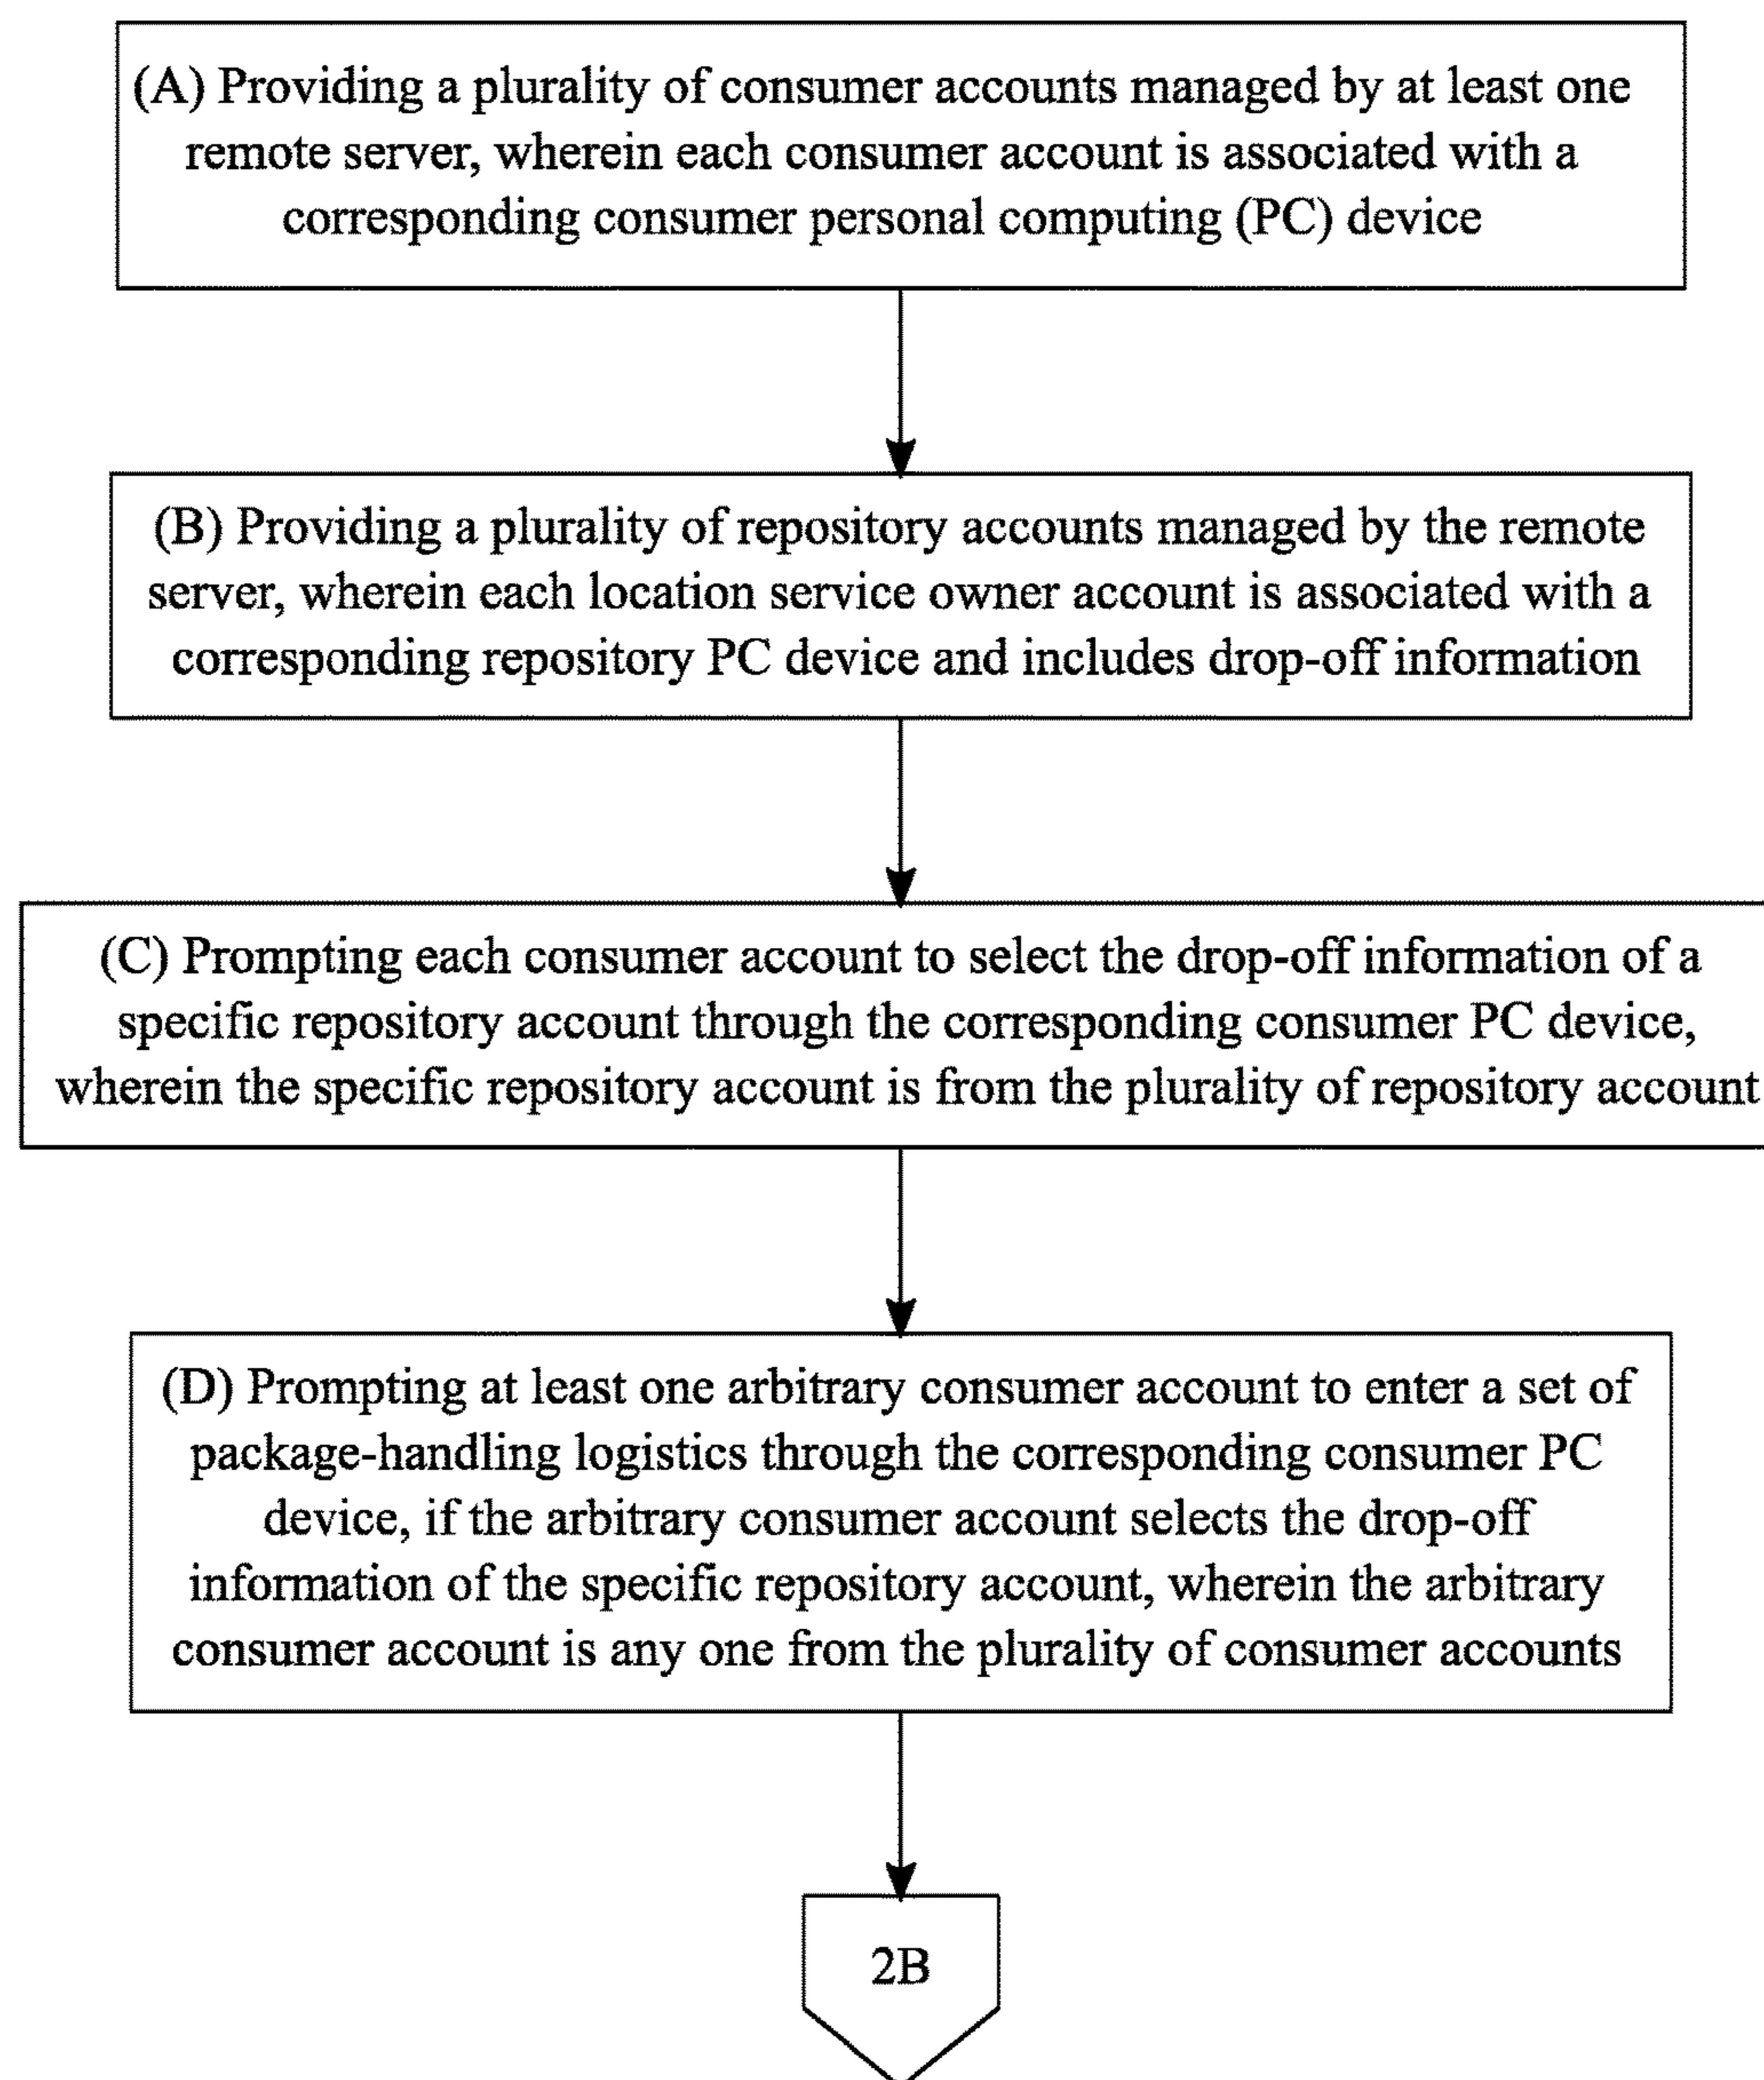 (A) Providing a plurality of consumer accounts managed by at least one
remote server, wherein each consumer account is associated with a
corresponding consumer personal computing (PC) device
(B) Providing a plurality of repository accounts managed by the remote
server, wherein each location service owner account is associated with a
corresponding repository PC device and includes drop-off information
(C) Prompting each consumer account to select the drop-off information of a
specific repository account through the corresponding consumer PC device,
wherein the specific repository account is from the plurality of repository account
(D) Prompting at least one arbitrary consumer account to enter a set of
package-handling logistics through the corresponding consumer PC
device, if the arbitrary consumer account selects the drop-off
information of the specific repository account, wherein the arbitrary
consumer account is any one from the plurality of consumer accounts
2B